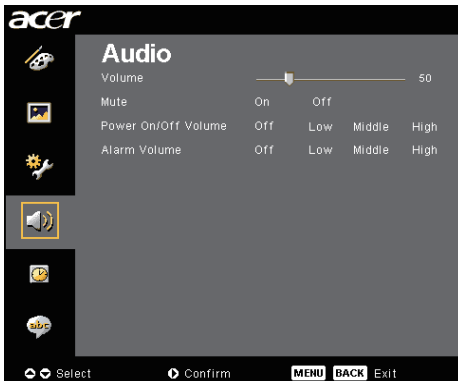 acer
Audio
Volume 50
Mute On Off
Power On/Off Volume Off Low Middle High
Alarm Volume Off Low Middle High
abc
Select Confirm MENU BACK Exit